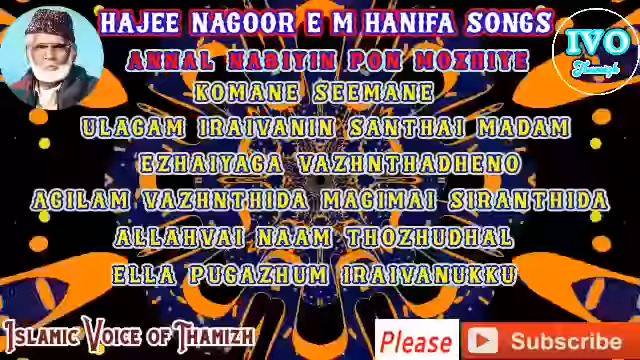 HAJEE NAGOOR E M HANIFA SONGS
IVO
Thamizh
ANNAL NABIYIN PON MOZHIYE
KOMANE SEEMANE
ULAGAM IRAIVANIN SANTHAI MADAM
EZHAIYAGA VAZHNTHADHENO
AGILAM VAZHNTHIDA MAGIMAI SIRANTHIDA
ALLAHVAI NAAM THOZHUDHAL
ELLA PUGAZHUM IRAIVANUKKU
Islamic Voice of Thamizh
Please Subscribe